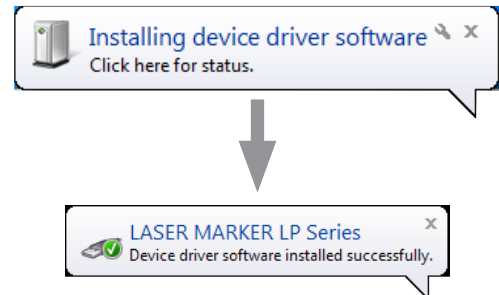 Installing device driver software
Click here for status.
LASER MARKER LP Series
Device driver software installed successfully.